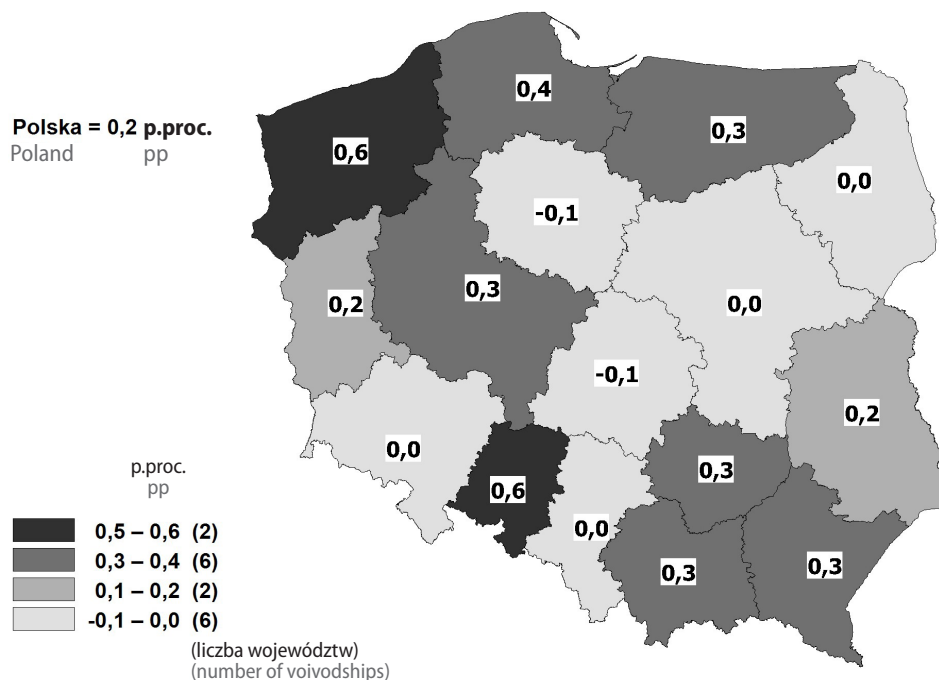 0,4
Polska = 0,2 p.proc.
Poland pp
0,3
0,6
0,0
-0,1
0,3
0,2
0,0
-0,1
0,2
0,0
0,3
0,6
0,0
0,3
0,3
p.proc.
pp
0,5 – 0,6 (2)
0,3 – 0,4 (6)
0,1 – 0,2 (2)
-0,1 – 0,0 (6)
(liczba województw)
(number of voivodships)